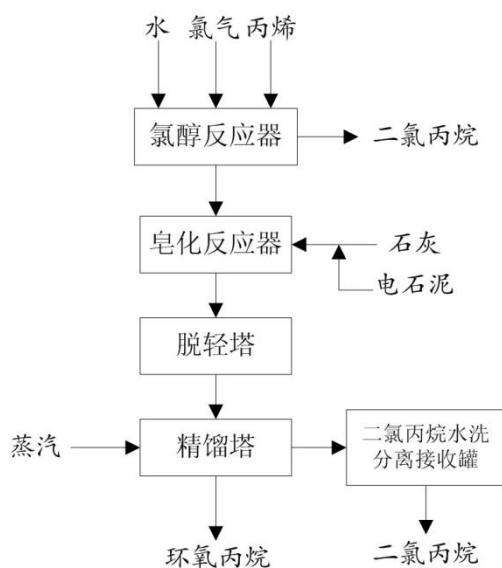 水 氯气 丙烯
氯醇反应器
二氯丙烷
皂化反应器
石灰
电石泥
脱轻塔
蒸汽
精馏塔
二氯丙烷水洗
分离接收罐
环氧丙烷
二氯丙烷